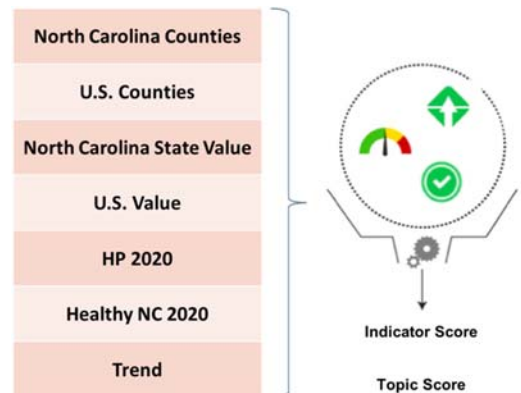 North Carolina Counties
U.S. Counties
North Carolina State Value
U.S. Value
HP 2020
Healthy NC 2020
Trend
Indicator Score
Topic Score